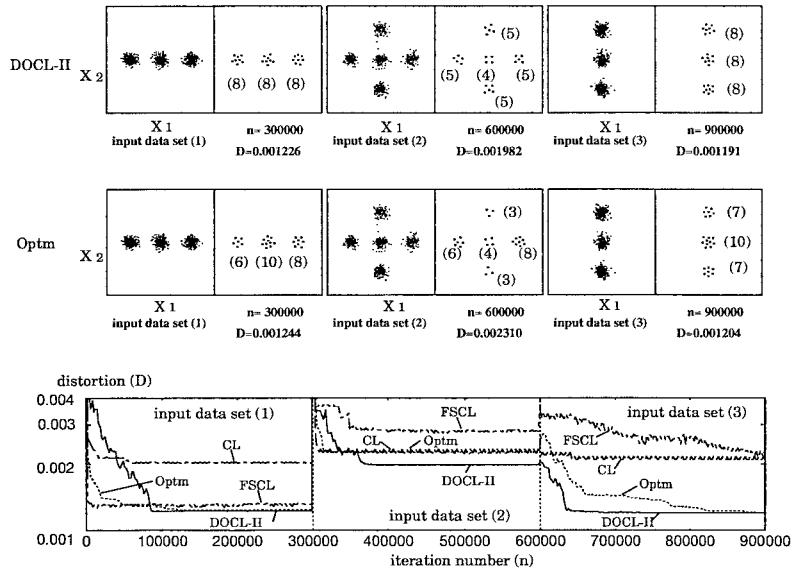 DOCL-II
X 2
(8) (8) (8)
(5)
(5) (4) (5)
(5)
(8)
(8)
(8)
X 1
input data set (1)
n= 300000
D=0.001226
X 1
input data set (2)
n= 600000
D=0.001982
X 1
input data set (3)
n= 900000
D=0.001191
Optm
X 2
(6) (10) (8)
(3)
(6) (4) (8)
(3)
(7)
(10)
(7)
X 1
input data set (1)
n= 300000
D=0.001244
X 1
input data set (2)
n= 600000
D=0.002310
X 1
input data set (3)
n= 900000
D=0.001204
distortion (D)
0.004
0.003
0.002
0.001
input data set (1)
CL
Optm
FSCL
DOCL-II
FSCL
CL
Optm
DOCL-II
input data set (2)
input data set (3)
FSCL
CL
Optm
DOCL-II
0 100000 200000 300000 400000 500000 600000 700000 800000 900000
iteration number (n)